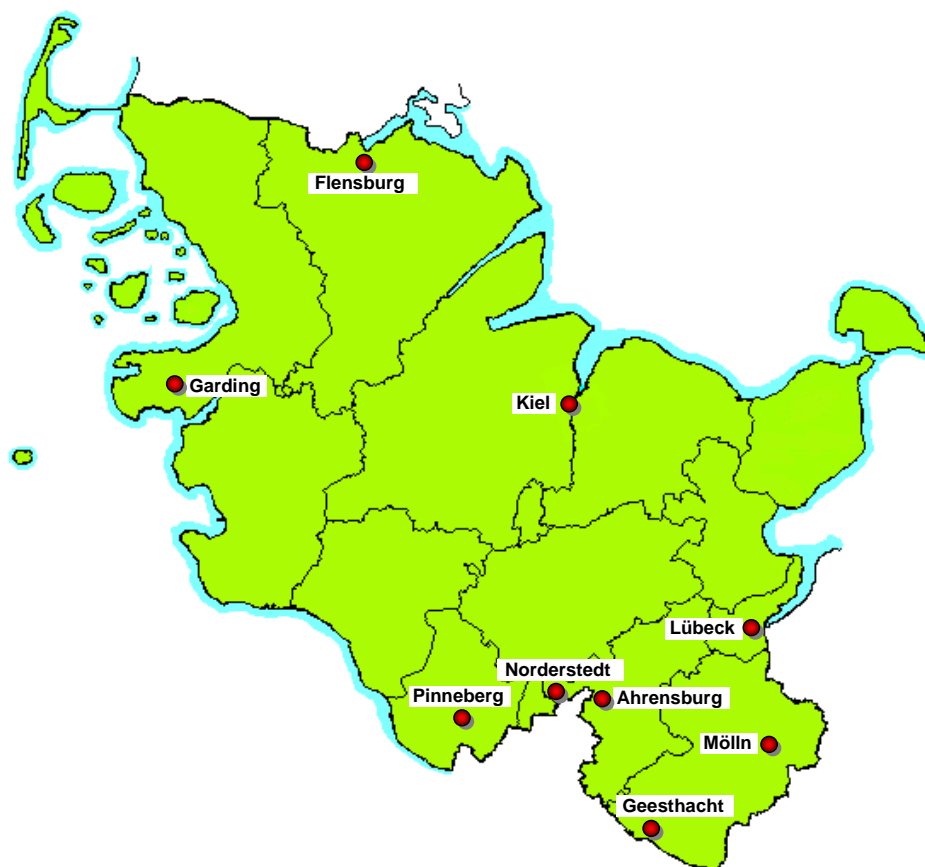 Flensburg
Garding
Kiel
Lübeck
Norderstedt
Pinneberg
Ahrensburg
Mölln
Geesthacht